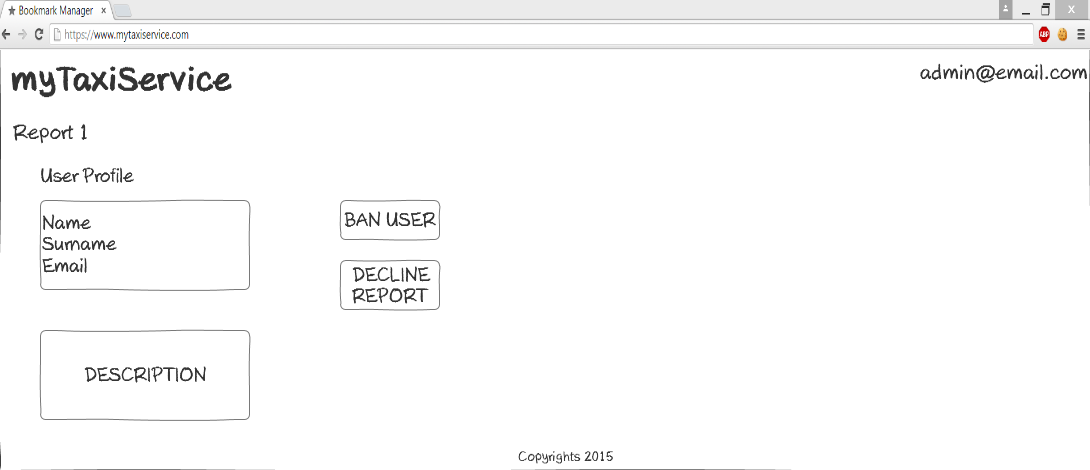 Bookmark Manager
https://www.mytaxiservice.com
ABP
myTaxiService
admin@email.com
Report 1
User Profile
Name
Surname
Email
BAN USER
DECLINE
REPORT
DESCRIPTION
Copyrights 2015